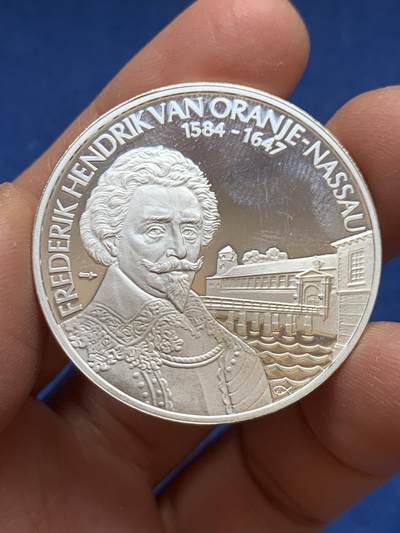 FREDERIK HENDRIK VAN ORANJE-NASSAU
1584-1647